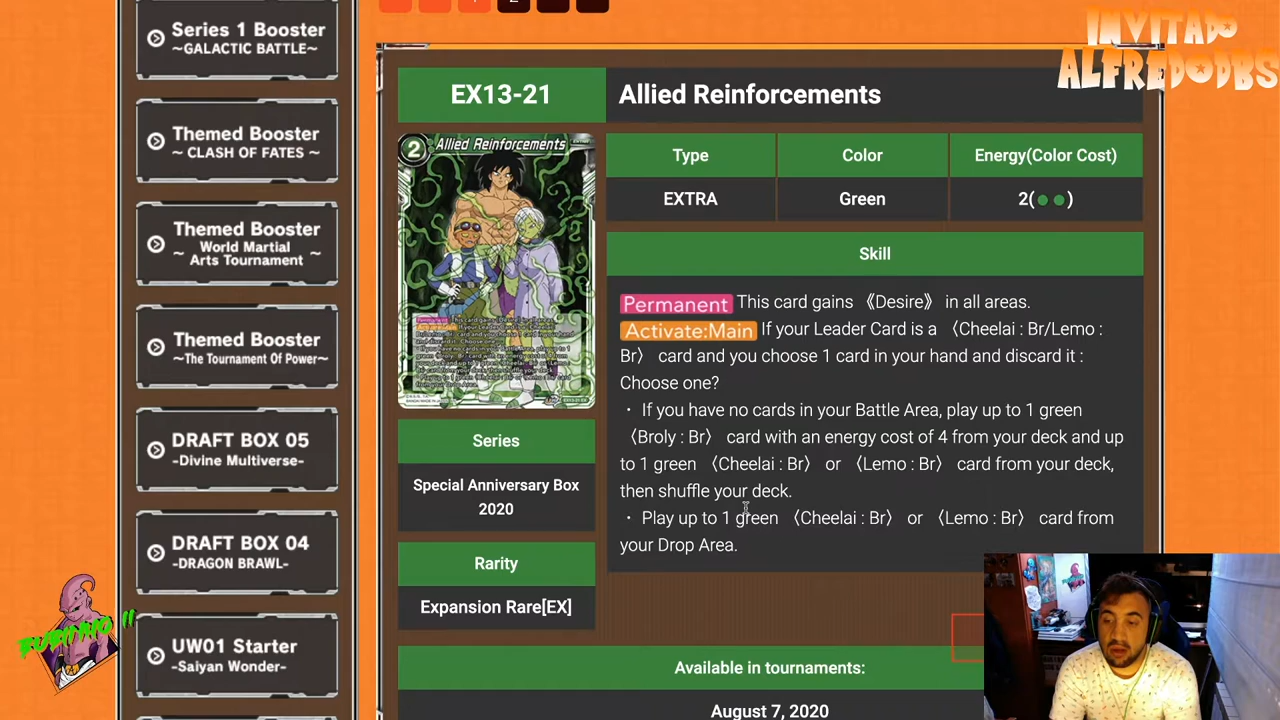 Series 1 Booster
～GALACTIC BATTLE～
Themed Booster
～ CLASH OF FATES ～
Themed Booster
～ World Martial Arts Tournament ～
Themed Booster
～The Tournament Of Power～
DRAFT BOX 05
-Divine Multiverse-
DRAFT BOX 04
-DRAGON BRAWL-
UW01 Starter
-Saiyan Wonder-
INVITADO
ALFREDODBS
EX13-21
Allied Reinforcements
2
Allied Reinforcements
Type
Color
Energy(Color Cost)
EXTRA
Green
2(●●)
Skill
Permanent This card gains 《Desire》 in all areas.
Activate:Main If your Leader Card is a 〈Cheelai : Br/Lemo :
Br〉 card and you choose 1 card in your hand and discard it :
Choose one?
・ If you have no cards in your Battle Area, play up to 1 green
〈Broly : Br〉 card with an energy cost of 4 from your deck and up
to 1 green 〈Cheelai : Br〉 or 〈Lemo : Br〉 card from your deck,
then shuffle your deck.
・ Play up to 1 green 〈Cheelai : Br〉 or 〈Lemo : Br〉 card from
your Drop Area.
Series
Special Anniversary Box
2020
Rarity
Expansion Rare[EX]
Available in tournaments:
August 7, 2020